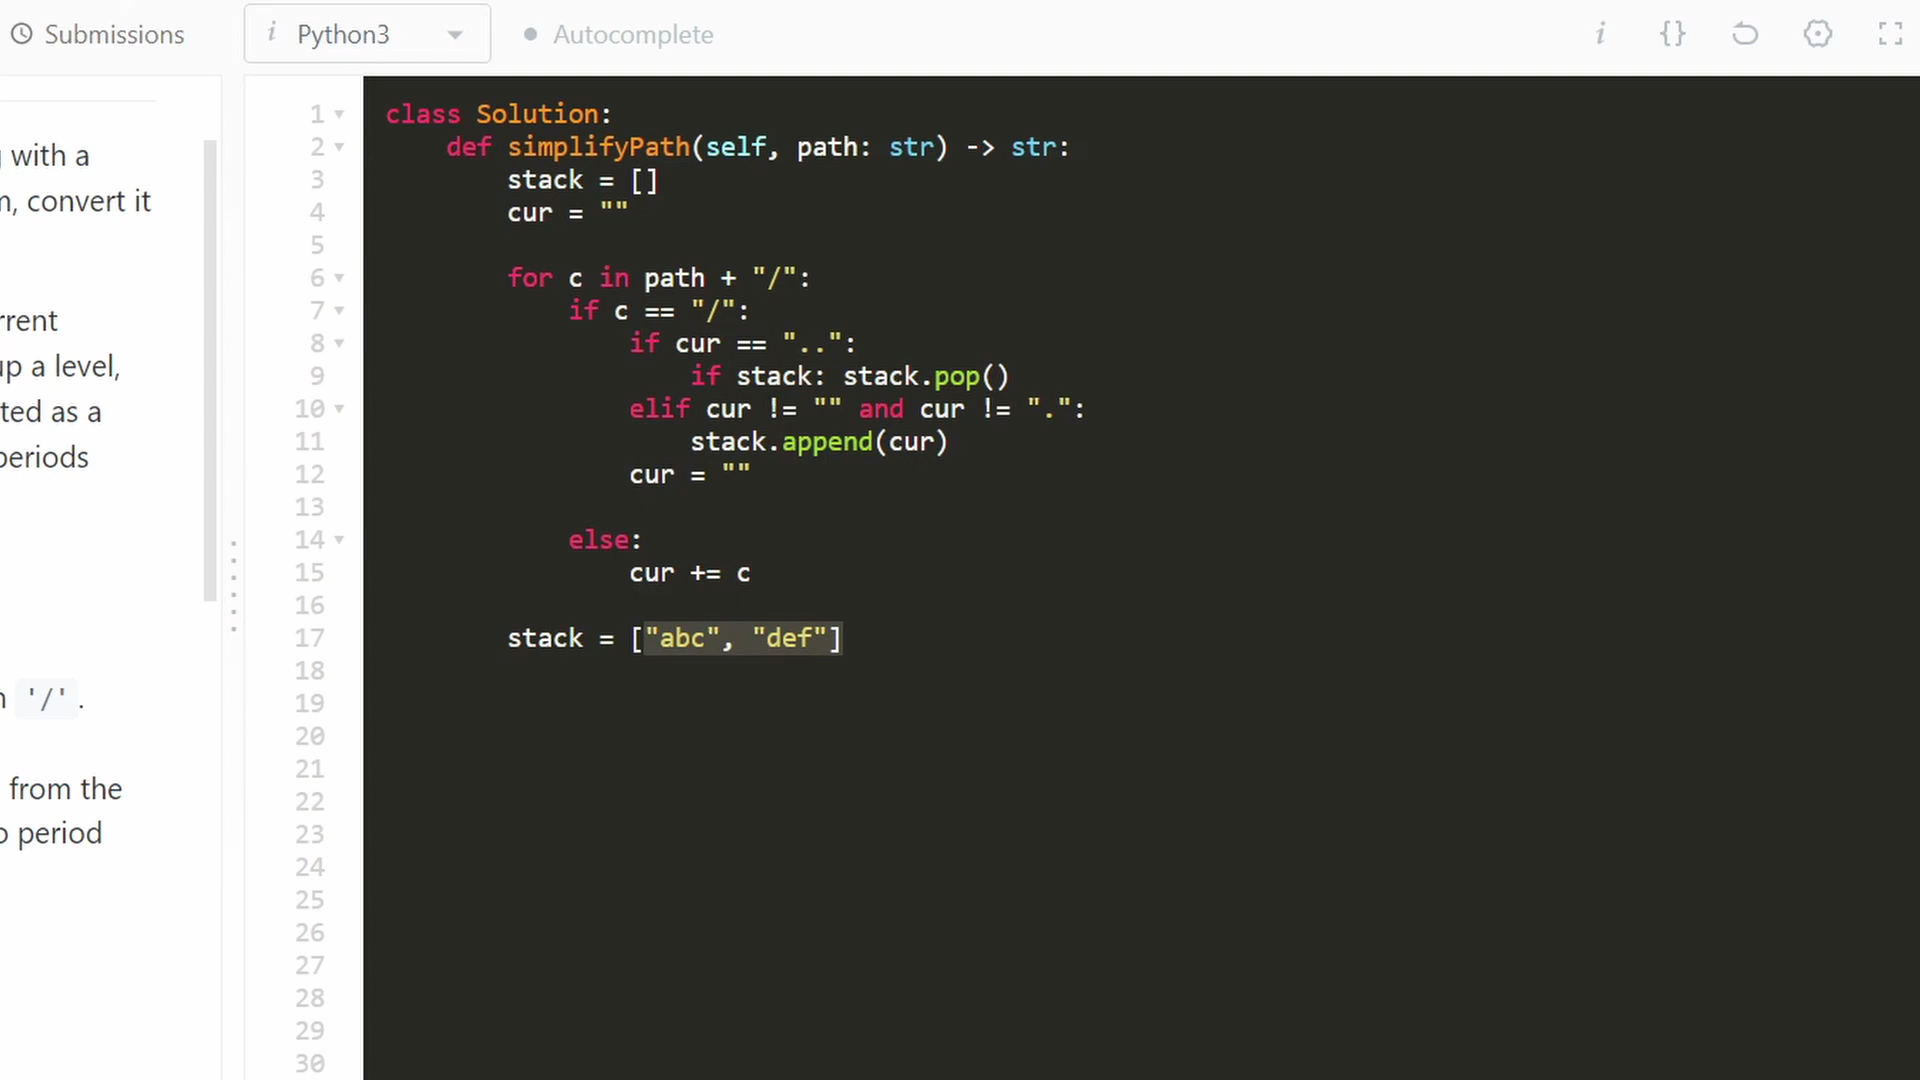 Submissions
i Python3
Autocomplete
i {}
with a
, convert it
rrent
up a level,
ted as a
periods
'/'.
from the
period
1 class Solution:
2 def simplifyPath(self, path: str) -> str:
3 stack = []
4 cur = ""
5
6 for c in path + "/":
7 if c == "/":
8 if cur == "..":
9 if stack: stack.pop()
10 elif cur != "" and cur != ".":
11 stack.append(cur)
12 cur = ""
13
14 else:
15 cur += c
16
17 stack = ["abc", "def"]
18
19
20
21
22
23
24
25
26
27
28
29
30